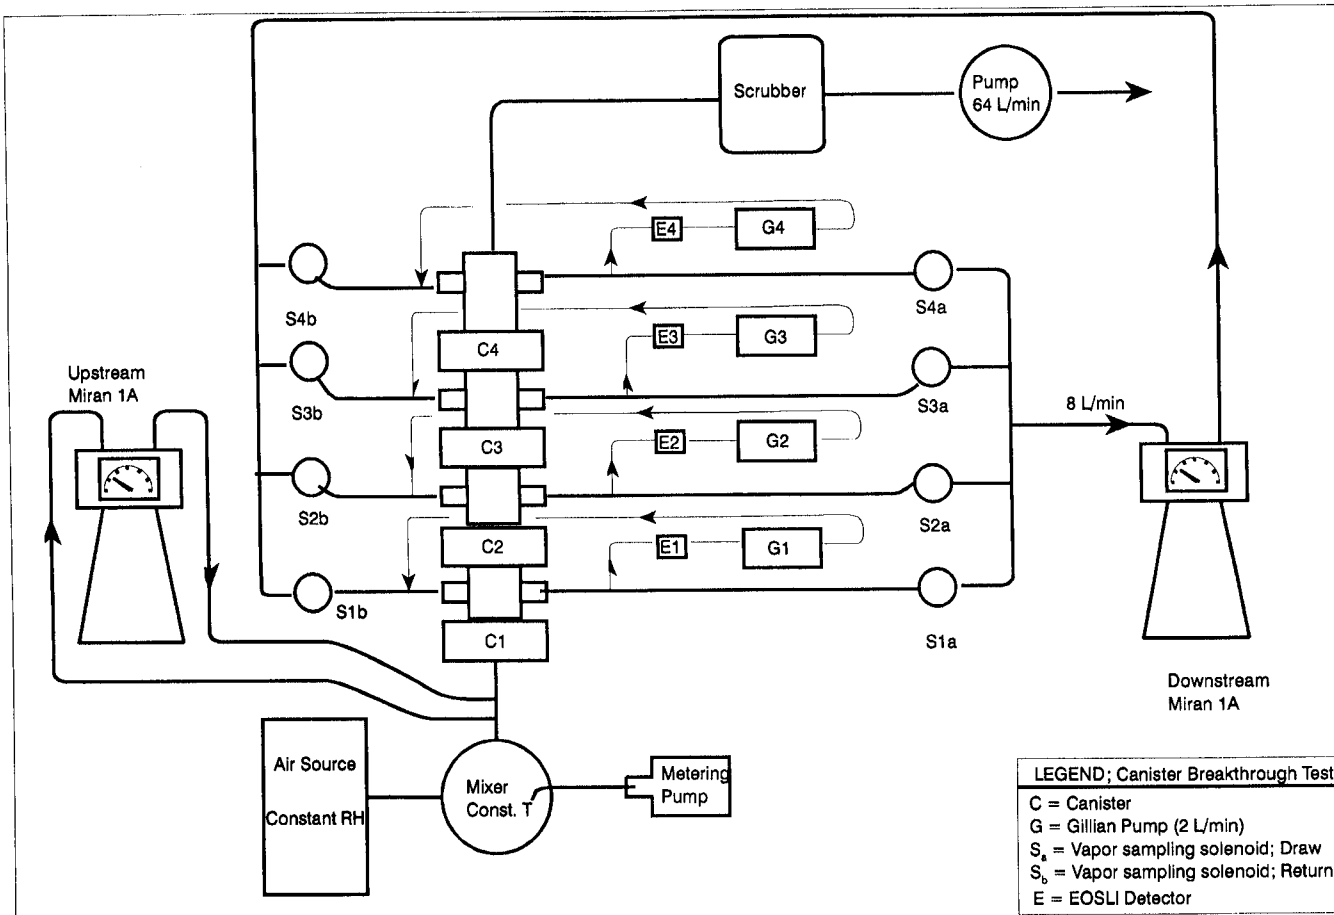 Scrubber
Pump
64 L/min
E4
G4
S4b
S4a
E3
G3
C4
Upstream
Miran 1A
S3b
S3a
8 L/min
E2
G2
C3
S2b
S2a
E1
G1
C2
S1b
S1a
C1
Downstream
Miran 1A
Air Source
Constant RH
Mixer
Const. T
Metering
Pump
LEGEND; Canister Breakthrough Test
C = Canister
G = Gillian Pump (2 L/min)
Sa = Vapor sampling solenoid; Draw
Sb = Vapor sampling solenoid; Return
E = EOSLI Detector